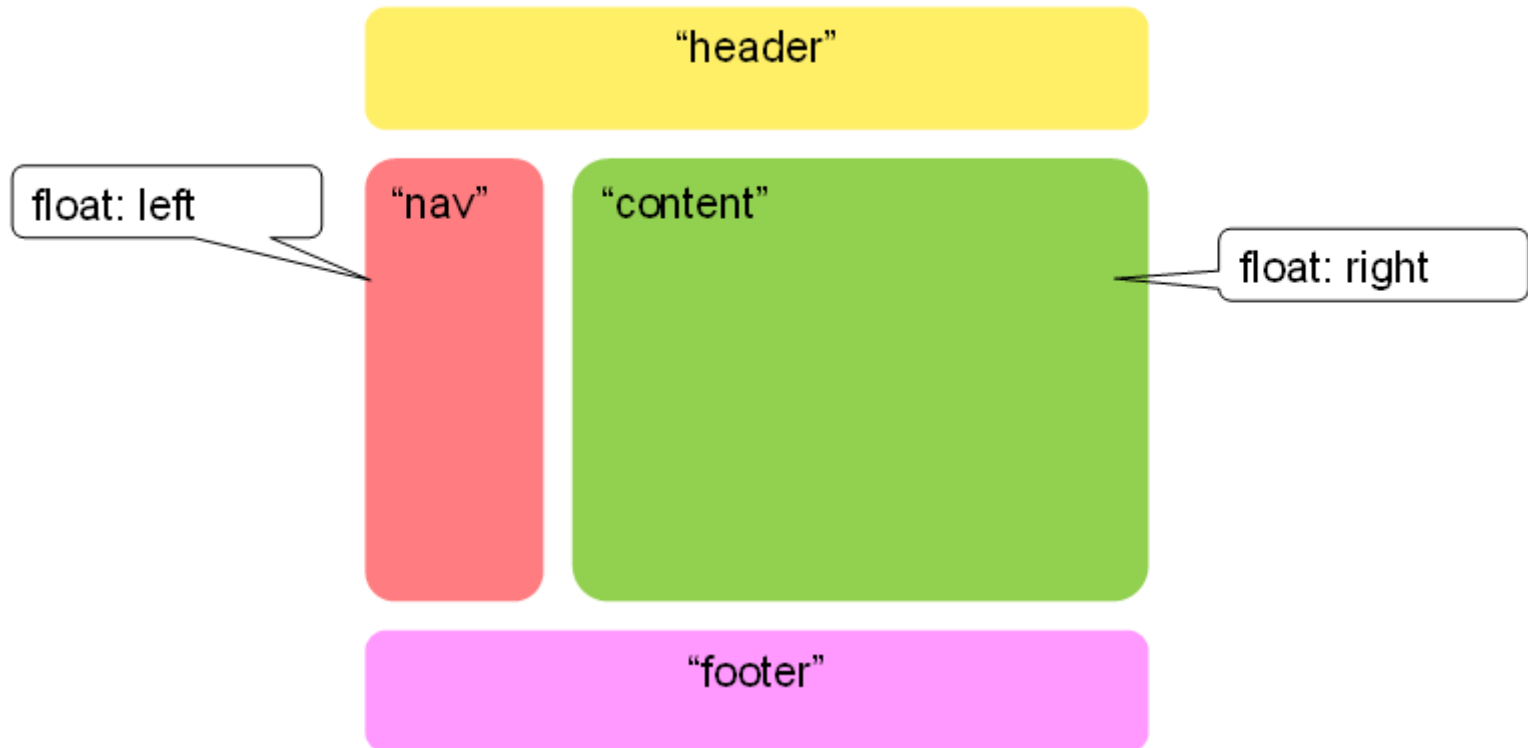 “header”
float: left
“nav”
“content”
float: right
“footer”